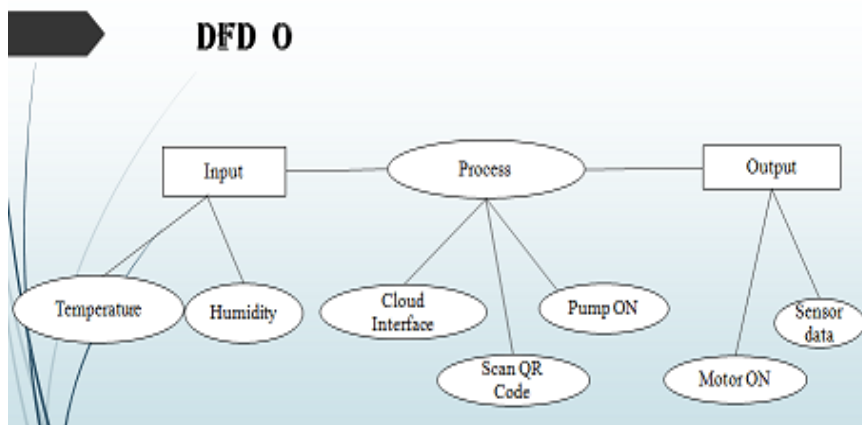 DFD 0
Input
Process
Output
Temperature
Humidity
Cloud
Interface
Pump ON
Sensor
data
Scan QR
Code
Motor ON